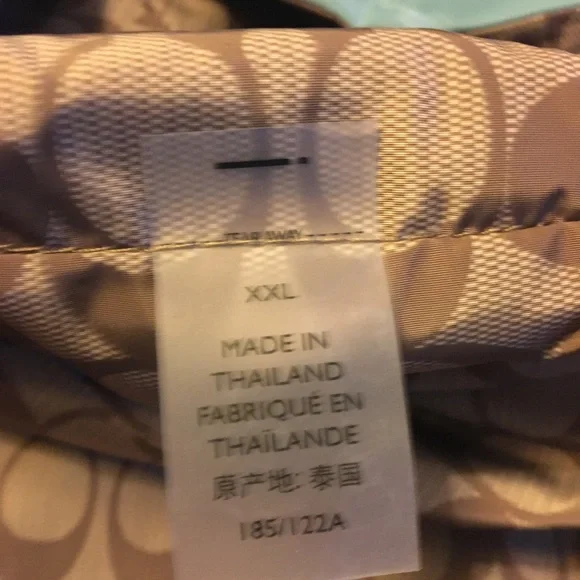 TEAR AWAY
XXL
MADE IN
THAILAND
FABRIQUÉ EN
THAÏLANDE
原产地: 泰国
185/122A